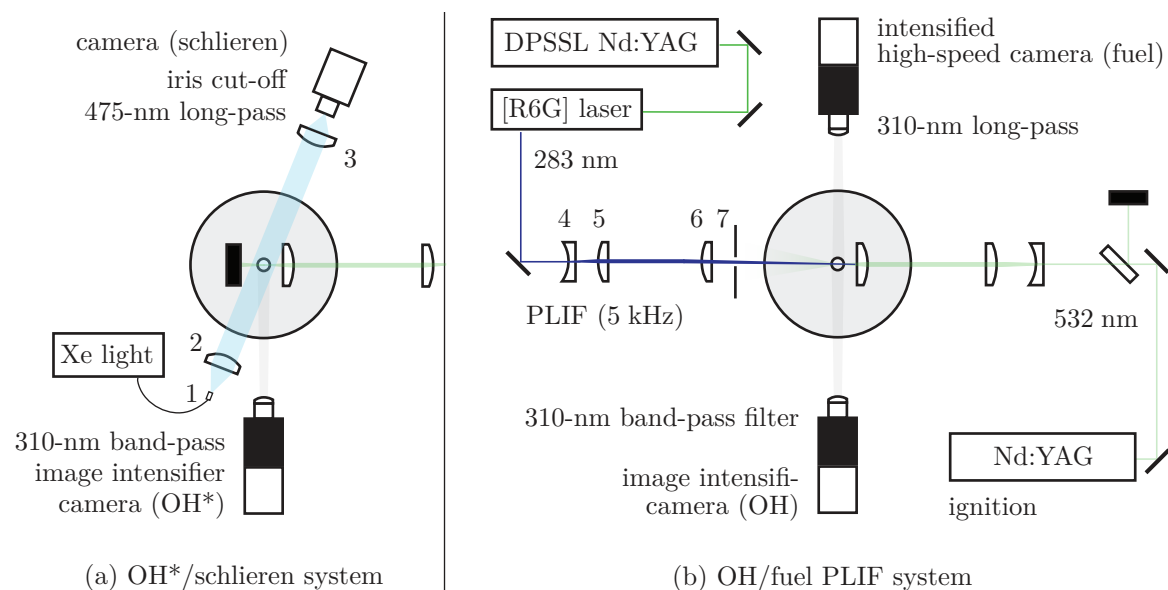 camera (schlieren)
iris cut-off
475-nm long-pass
3
2
Xe light
1
310-nm band-pass
image intensifier
camera (OH*)
(a) OH*/schlieren system
DPSSL Nd:YAG
[R6G] laser
283 nm
intensified
high-speed camera (fuel)
310-nm long-pass
4 5 6 7
PLIF (5 kHz)
532 nm
310-nm band-pass filter
image intensifi-
camera (OH)
Nd:YAG
ignition
(b) OH/fuel PLIF system